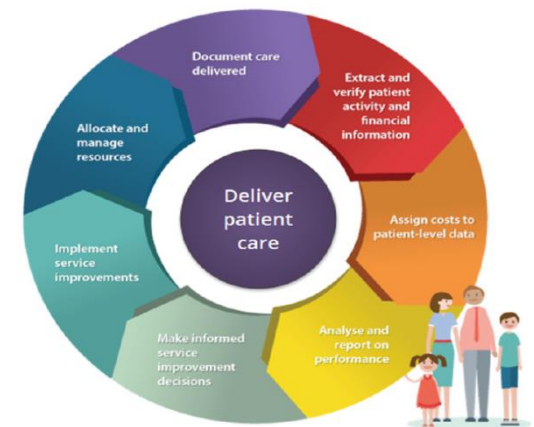 Document care
delivered
Extract and
verify patient
activity and
financial
information
Assign costs to
patient-level data
Analyse and
report on
performance
Make informed
service
improvement
decisions
Implement
service
improvements
Allocate and
manage
resources
Deliver
patient
care